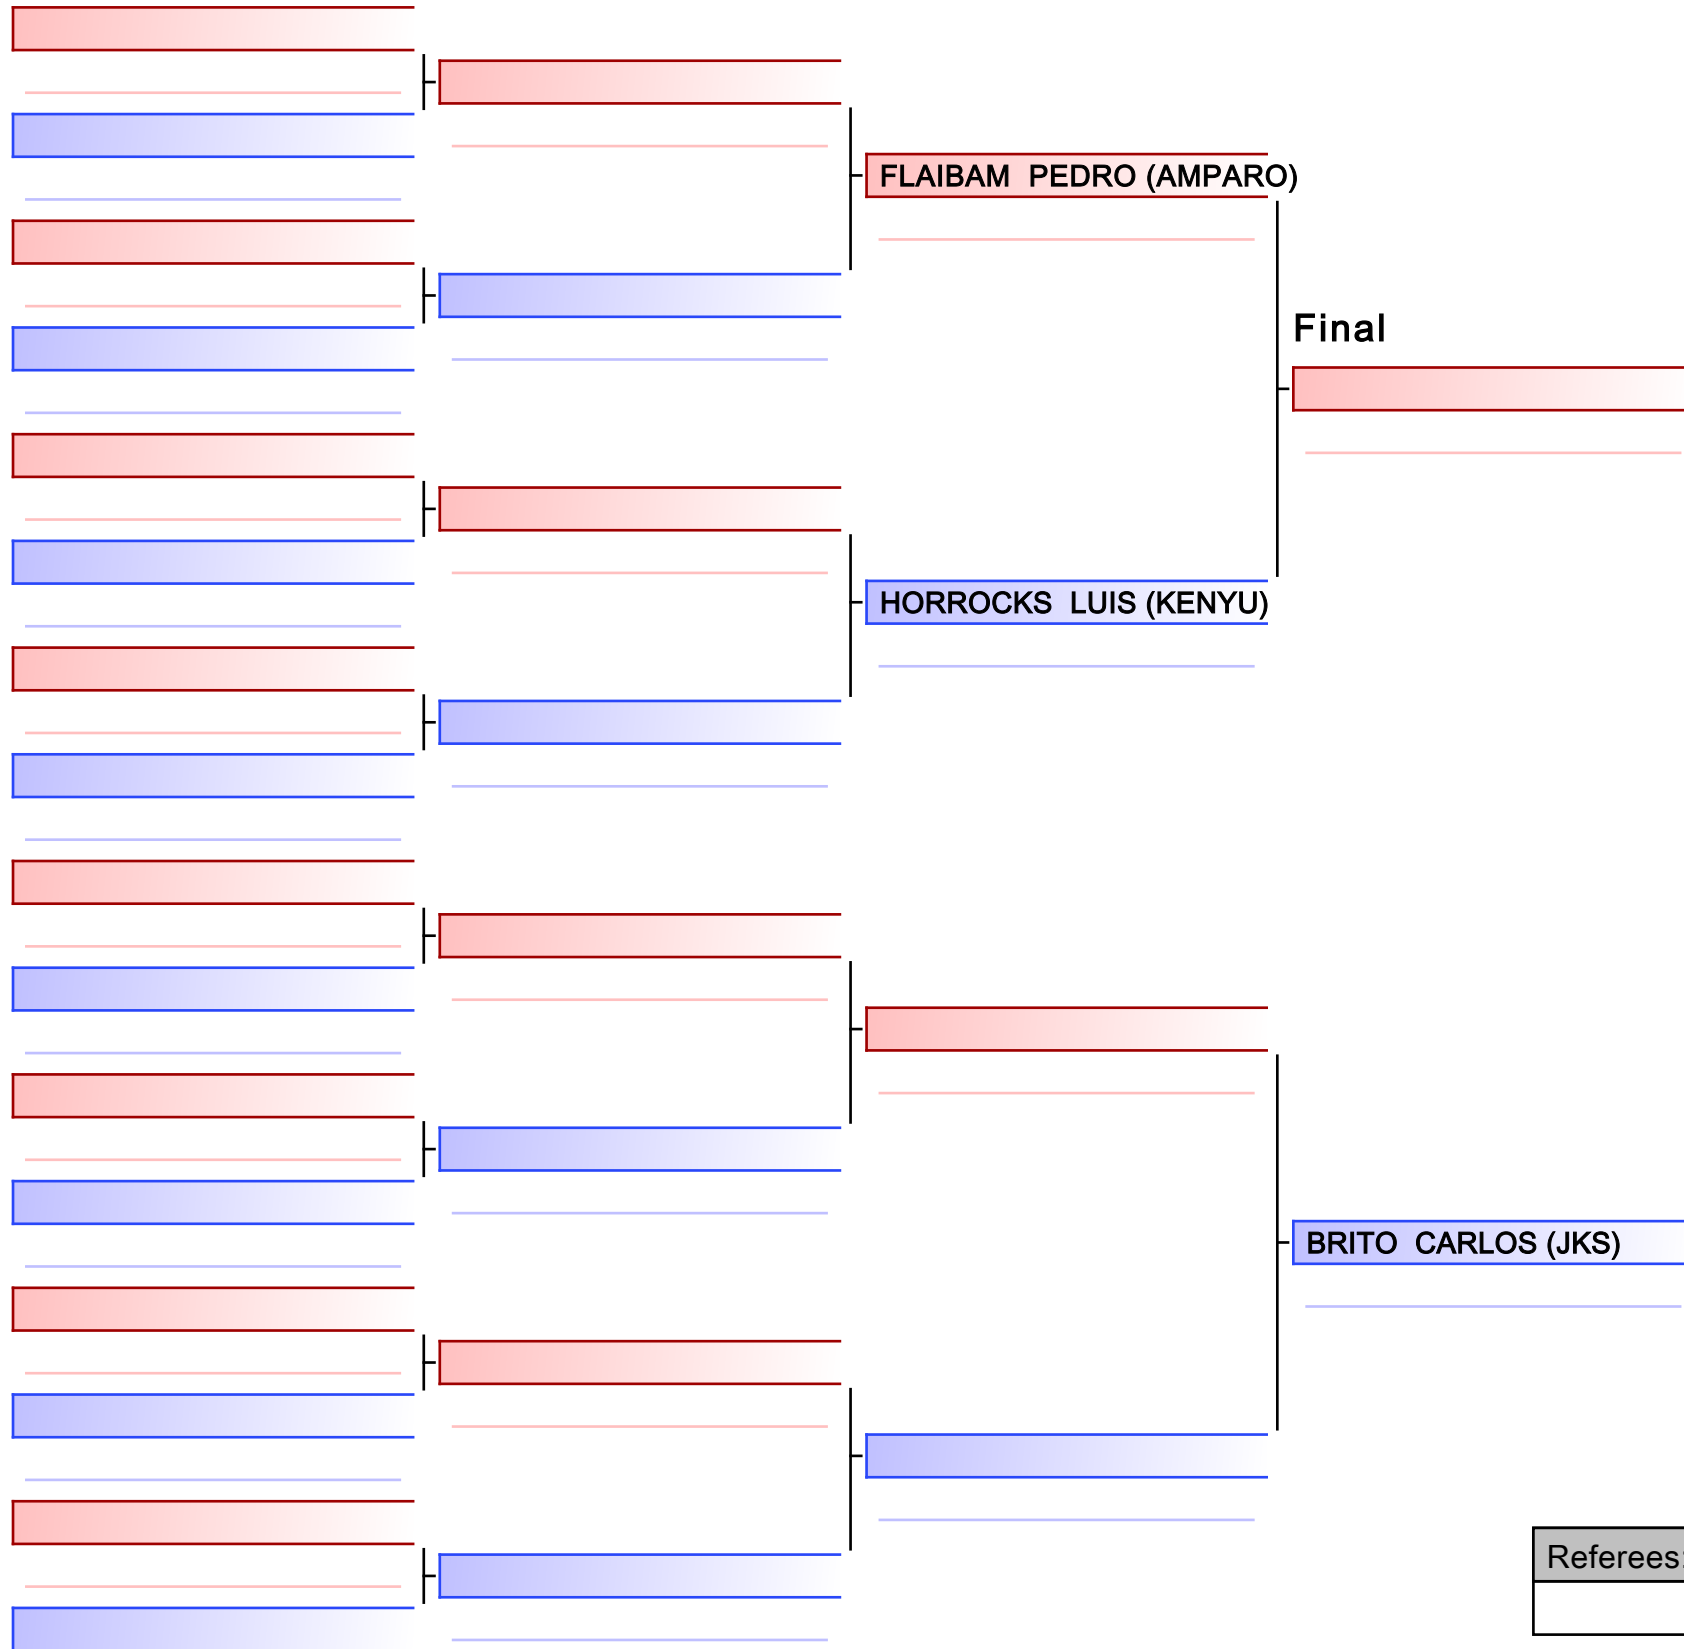 FLAIBAM PEDRO (AMPARO)
Final
HORROCKS LUIS (KENYU)
BRITO CARLOS (JKS)
Referees: